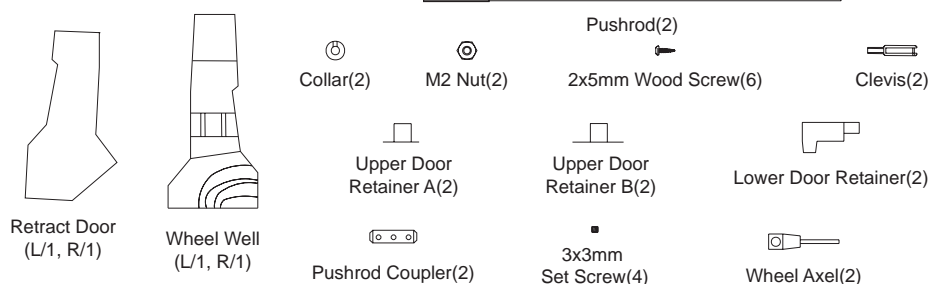 Pushrod(2)
Collar(2)
M2 Nut(2)
2x5mm Wood Screw(6)
Clevis(2)
Upper Door
Retainer A(2)
Upper Door
Retainer B(2)
Lower Door Retainer(2)
Retract Door
(L/1, R/1)
Wheel Well
(L/1, R/1)
Pushrod Coupler(2)
3x3mm
Set Screw(4)
Wheel Axel(2)